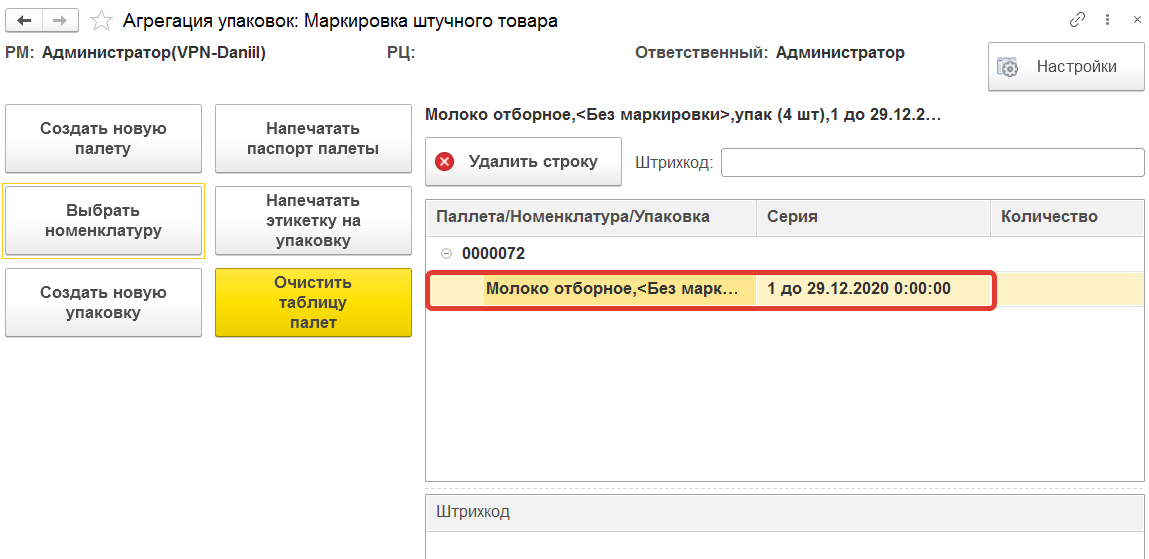 Агрегация упаковок: Маркировка штучного товара
РМ: Администратор(VPN-Daniil) РЦ: Ответственный: Администратор
Настройки
Создать новую
палету
Напечатать
паспорт палеты
Выбрать
номенклатуру
Напечатать
этикетку на
упаковку
Создать новую
упаковку
Очистить
таблицу
палет
Молоко отборное,<Без маркировки>,упак (4 шт),1 до 29.12.2...
Удалить строку Штрихкод:
Паллета/Номенклатура/Упаковка Серия Количество
0000072
Молоко отборное,<Без марк... 1 до 29.12.2020 0:00:00
Штрихкод